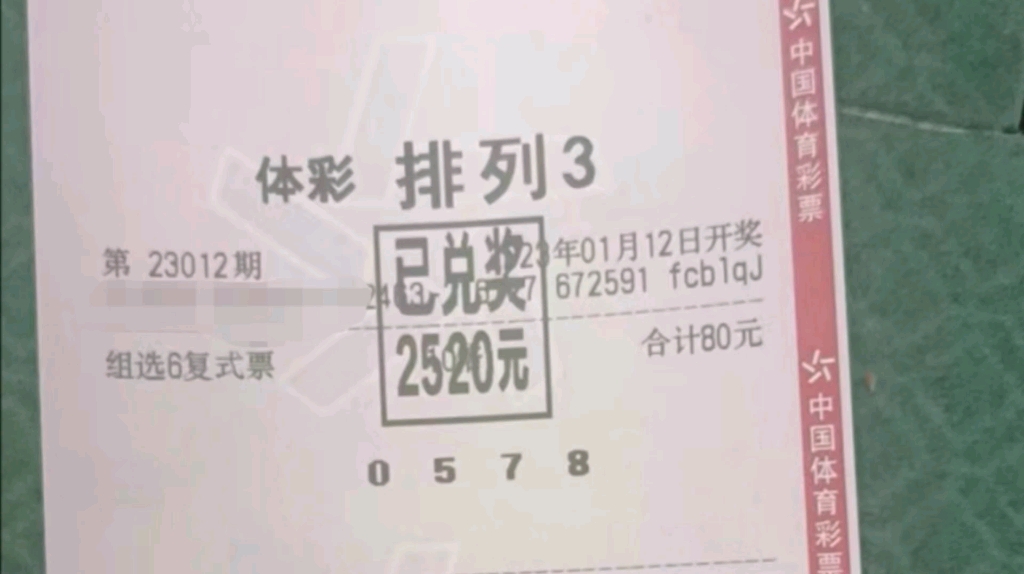 体彩 排列3
第 23012期
23年01月12日开奖
672591 fcblqJ
已兑奖
2520元
组选6复式票
合计80元
0 5 7 8
中国体育彩票
中国体育彩票